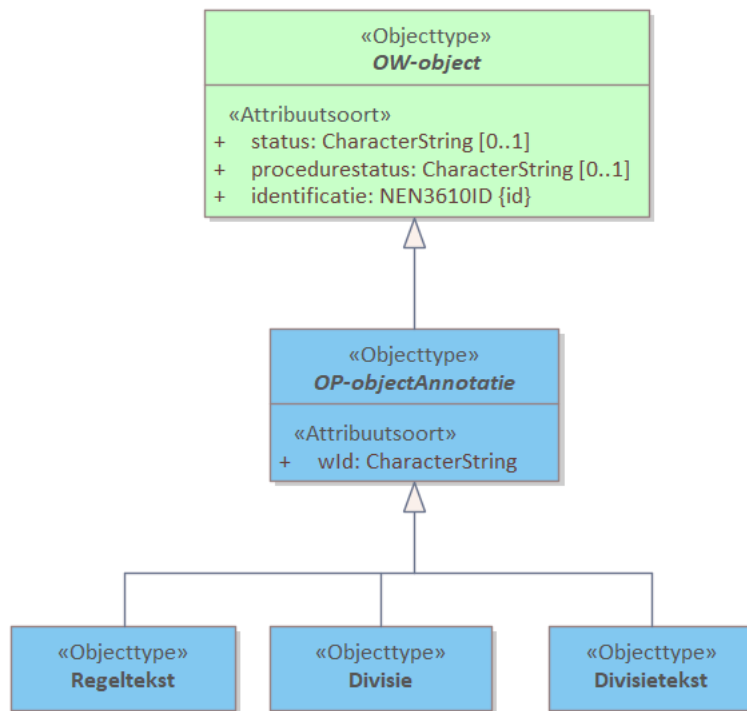 «Objecttype»
OW-object
«Attribuutsoort»
+ status: CharacterString [0..1]
+ procedurestatus: CharacterString [0..1]
+ identificatie: NEN3610ID {id}
«Objecttype»
OP-objectAnnotatie
«Attribuutsoort»
+ wId: CharacterString
«Objecttype»
Regeltekst
«Objecttype»
Divisie
«Objecttype»
Divisietekst